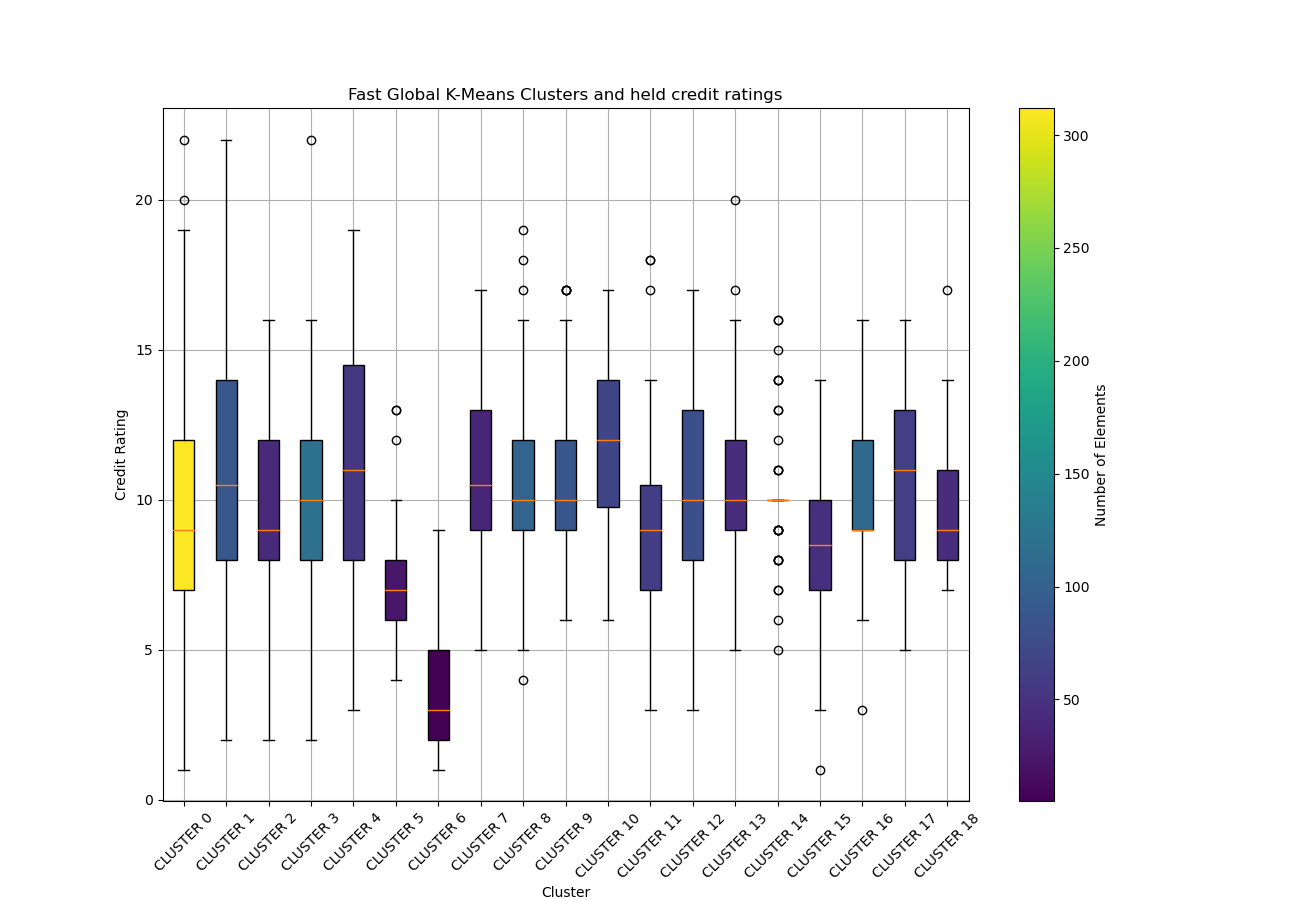 Fast Global K-Means Clusters and held credit ratings
Credit Rating
20
15
10
5
0
CLUSTER 0
CLUSTER 1
CLUSTER 2
CLUSTER 3
CLUSTER 4
CLUSTER 5
CLUSTER 6
CLUSTER 7
CLUSTER 8
CLUSTER 9
CLUSTER 10
CLUSTER 11
CLUSTER 12
CLUSTER 13
CLUSTER 14
CLUSTER 15
CLUSTER 16
CLUSTER 17
CLUSTER 18
Cluster
300
250
200
150
100
50
Number of Elements